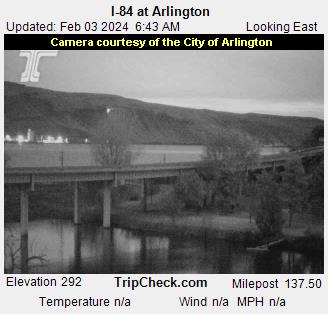 I-84 at Arlington
Updated: Feb 03 2024 6:43 AM Looking East
Camera courtesy of the City of Arlington
Elevation 292 TripCheck.com Milepost 137.50
Temperature n/a Wind n/a MPH n/a